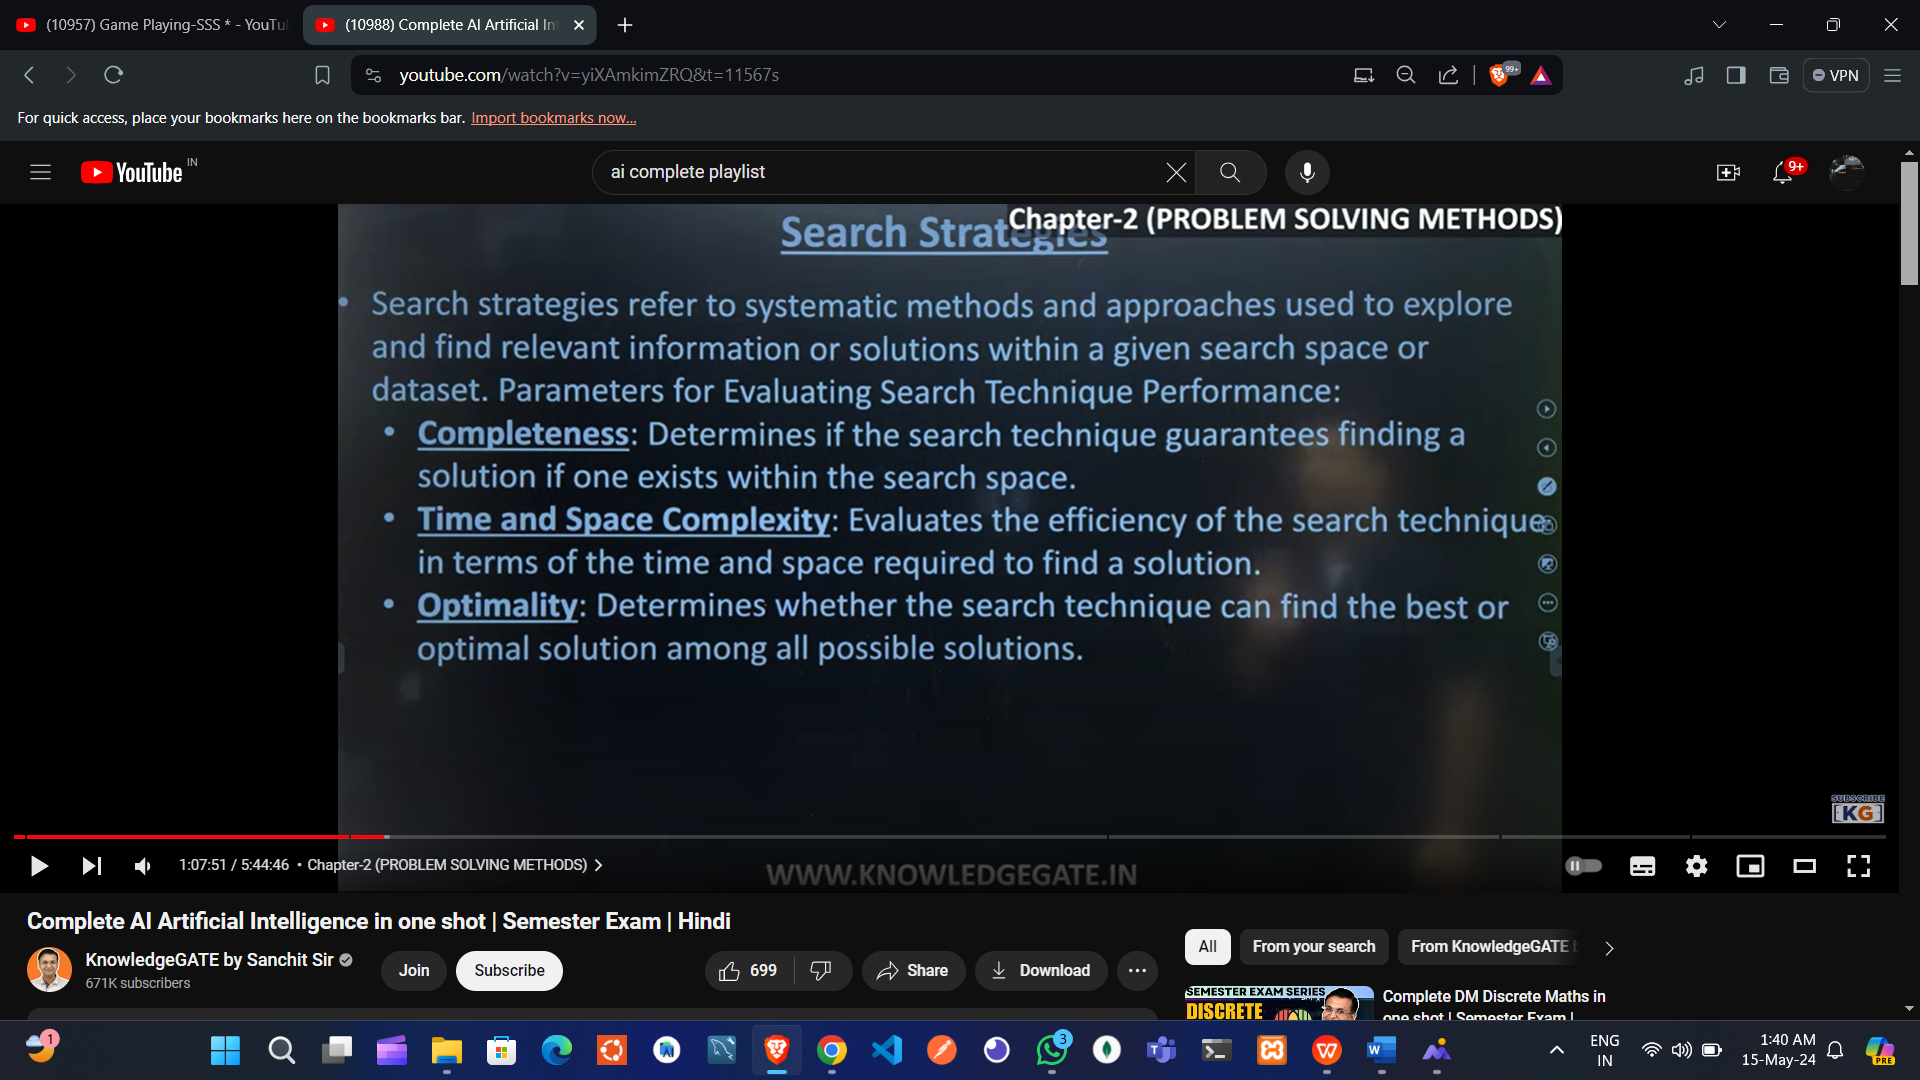 (10957) Game Playing-SSS * - YouTu
(10988) Complete AI Artificial In
youtube.com/watch?v=yiXAmkimZRQ&t=11567s
99+
VPN
For quick access, place your bookmarks here on the bookmarks bar. Import bookmarks now...
YouTube IN
ai complete playlist
9+
Chapter-2 (PROBLEM SOLVING METHODS)
Search Strategies
• Search strategies refer to systematic methods and approaches used to explore
and find relevant information or solutions within a given search space or
dataset. Parameters for Evaluating Search Technique Performance:
• Completeness: Determines if the search technique guarantees finding a
solution if one exists within the search space.
• Time and Space Complexity: Evaluates the efficiency of the search technique
in terms of the time and space required to find a solution.
• Optimality: Determines whether the search technique can find the best or
optimal solution among all possible solutions.
SUBSCRIBE
KG
1:07:51 / 5:44:46 • Chapter-2 (PROBLEM SOLVING METHODS)
WWW.KNOWLEDGEGATE.IN
Complete AI Artificial Intelligence in one shot | Semester Exam | Hindi
KnowledgeGATE by Sanchit Sir
671K subscribers
Join
Subscribe
699
Share
Download
All
From your search
From KnowledgeGATE
SEMESTER EXAM SERIES
DISCRETE
Complete DM Discrete Maths in
one shot | Semester Exam |
1
3
ENG
IN
1:40 AM
15-May-24
PRE